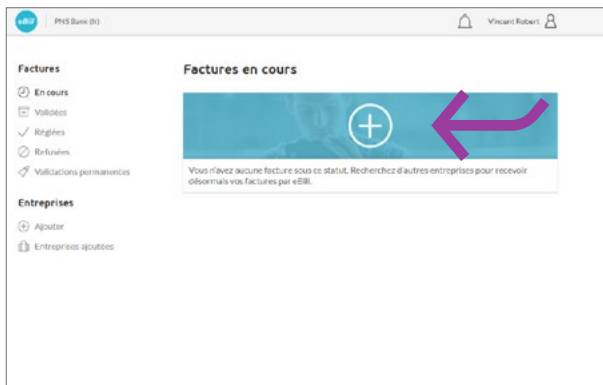 eBill PNS Bank (fr) Vincent Robert
Factures
En cours
Validées
Réglées
Refusées
Validations permanentes
Entreprises
Ajouter
Entreprises ajoutées
Factures en cours
Vous n'avez aucune facture sous ce statut. Recherchez d'autres entreprises pour recevoir
désormais vos factures par eBill.